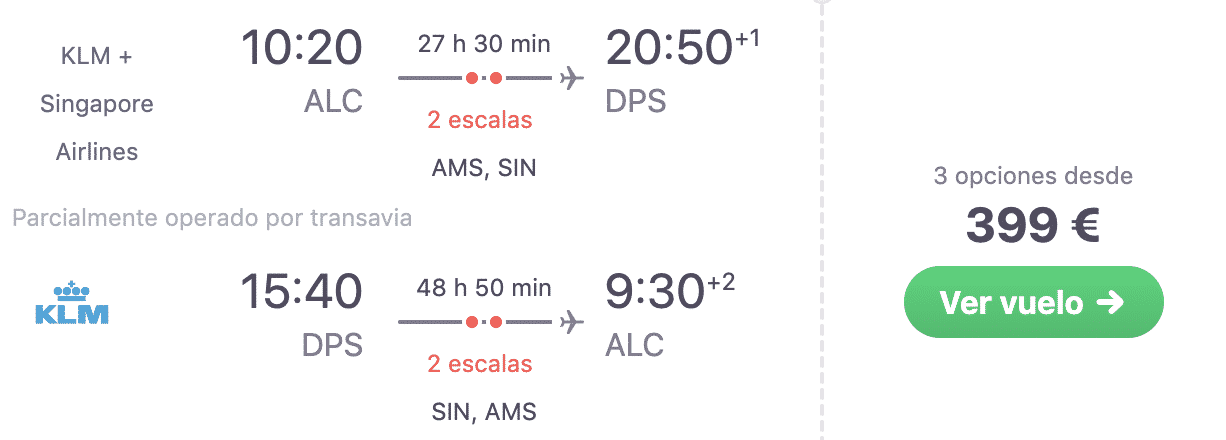 KLM +
Singapore
Airlines
10:20
ALC
27 h 30 min
2 escalas
AMS, SIN
20:50+1
DPS
Parcialmente operado por transavia
KLM
15:40
DPS
48 h 50 min
2 escalas
SIN, AMS
9:30+2
ALC
3 opciones desde
399 €
Ver vuelo →